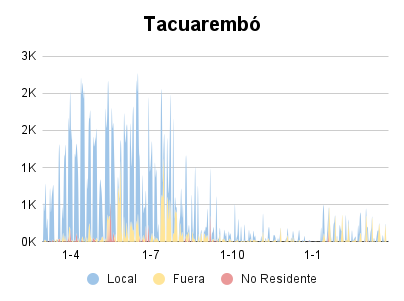 Tacuarembó
3K
2K
2K
1K
1K
0K
1-4
1-7
1-10
1-1
Local
Fuera
No Residente